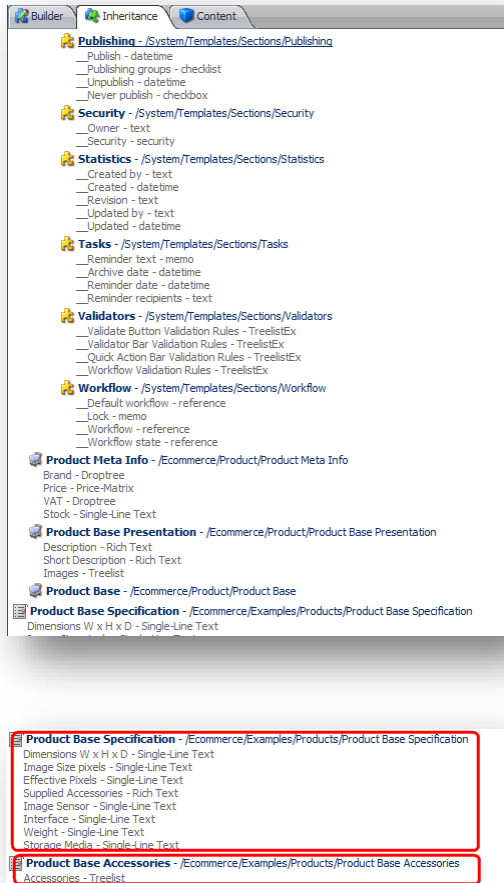 Builder Inheritance Content
Publishing - /System/Templates/Sections/Publishing
__Publish - datetime
__Publishing groups - checklist
__Unpublish - datetime
__Never publish - checkbox
Security - /System/Templates/Sections/Security
__Owner - text
__Security - security
Statistics - /System/Templates/Sections/Statistics
__Created by - text
__Created - datetime
__Revision - text
__Updated by - text
__Updated - datetime
Tasks - /System/Templates/Sections/Tasks
__Reminder text - memo
__Archive date - datetime
__Reminder date - datetime
__Reminder recipients - text
Validators - /System/Templates/Sections/Validators
__Validate Button Validation Rules - TreelistEx
__Validator Bar Validation Rules - TreelistEx
__Quick Action Bar Validation Rules - TreelistEx
__Workflow Validation Rules - TreelistEx
Workflow - /System/Templates/Sections/Workflow
__Default workflow - reference
__Lock - memo
__Workflow - reference
__Workflow state - reference
Product Meta Info - /Ecommerce/Product/Product Meta Info
Brand - Droptree
Price - Price-Matrix
VAT - Droptree
Stock - Single-Line Text
Product Base Presentation - /Ecommerce/Product/Product Base Presentation
Description - Rich Text
Short Description - Rich Text
Images - Treelist
Product Base - /Ecommerce/Product/Product Base
Product Base Specification - /Ecommerce/Examples/Products/Product Base Specification
Dimensions W x H x D - Single-Line Text
Product Base Specification - /Ecommerce/Examples/Products/Product Base Specification
Dimensions W x H x D - Single-Line Text
Image Size pixels - Single-Line Text
Effective Pixels - Single-Line Text
Supplied Accessories - Rich Text
Image Sensor - Single-Line Text
Interface - Single-Line Text
Weight - Single-Line Text
Storage Media - Single-Line Text
Product Base Accessories - /Ecommerce/Examples/Products/Product Base Accessories
Accessories - Treelist